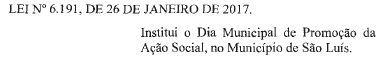 LEI Nº 6.191, DE 26 DE JANEIRO DE 2017.
Institui o Dia Municipal de Promoção da
Ação Social, no Município de São Luís.